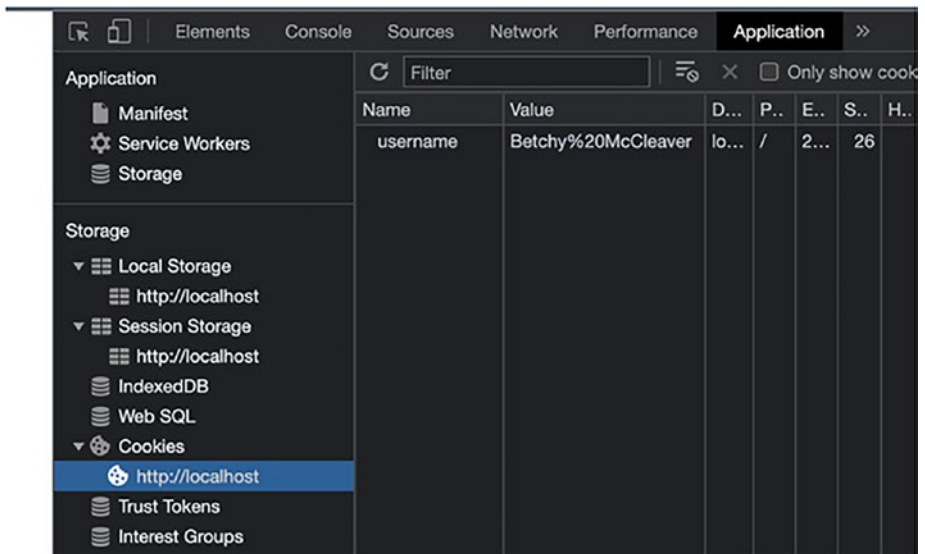 Elements Console Sources Network Performance Application »
Application
Manifest
Service Workers
Storage
Storage
Local Storage
http://localhost
Session Storage
http://localhost
IndexedDB
Web SQL
Cookies
http://localhost
Trust Tokens
Interest Groups
Filter Only show cook
Name Value D... P.. E.. S.. H..
username Betchy%20McCleaver lo... / 2... 26